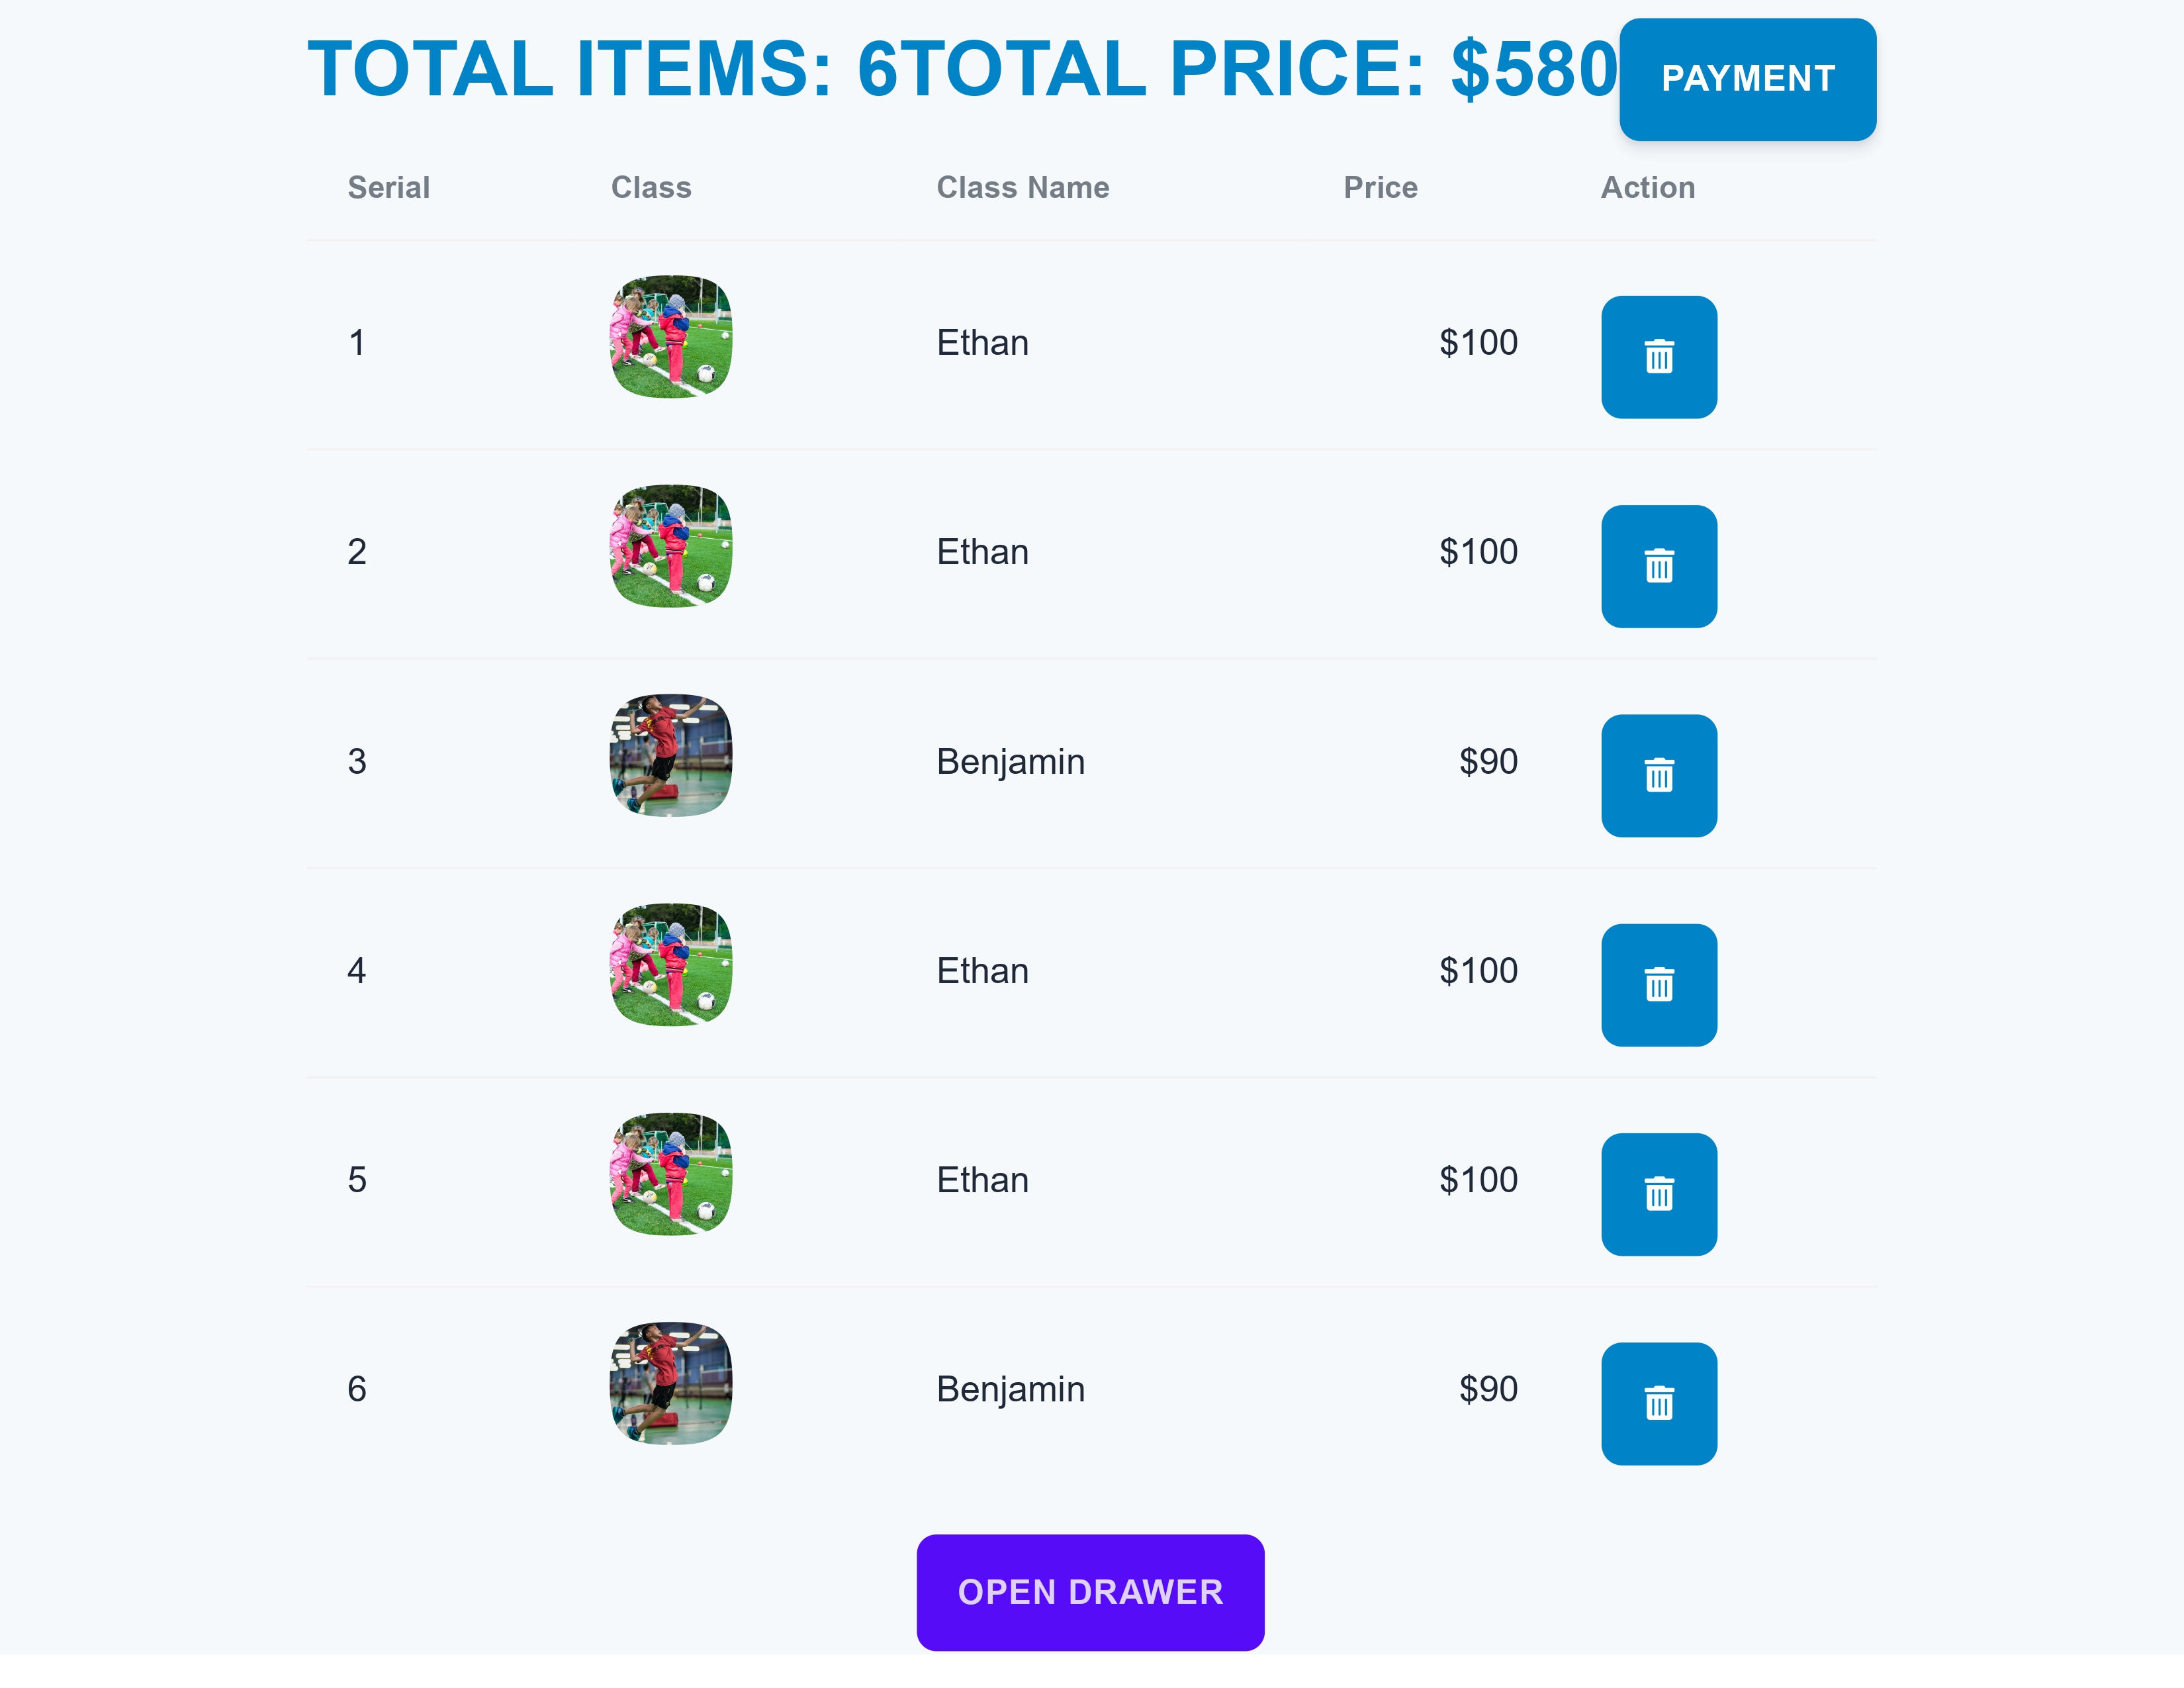 TOTAL ITEMS: 6TOTAL PRICE: $580 PAYMENT
Serial Class Class Name Price Action
1 Ethan $100
2 Ethan $100
3 Benjamin $90
4 Ethan $100
5 Ethan $100
6 Benjamin $90
OPEN DRAWER